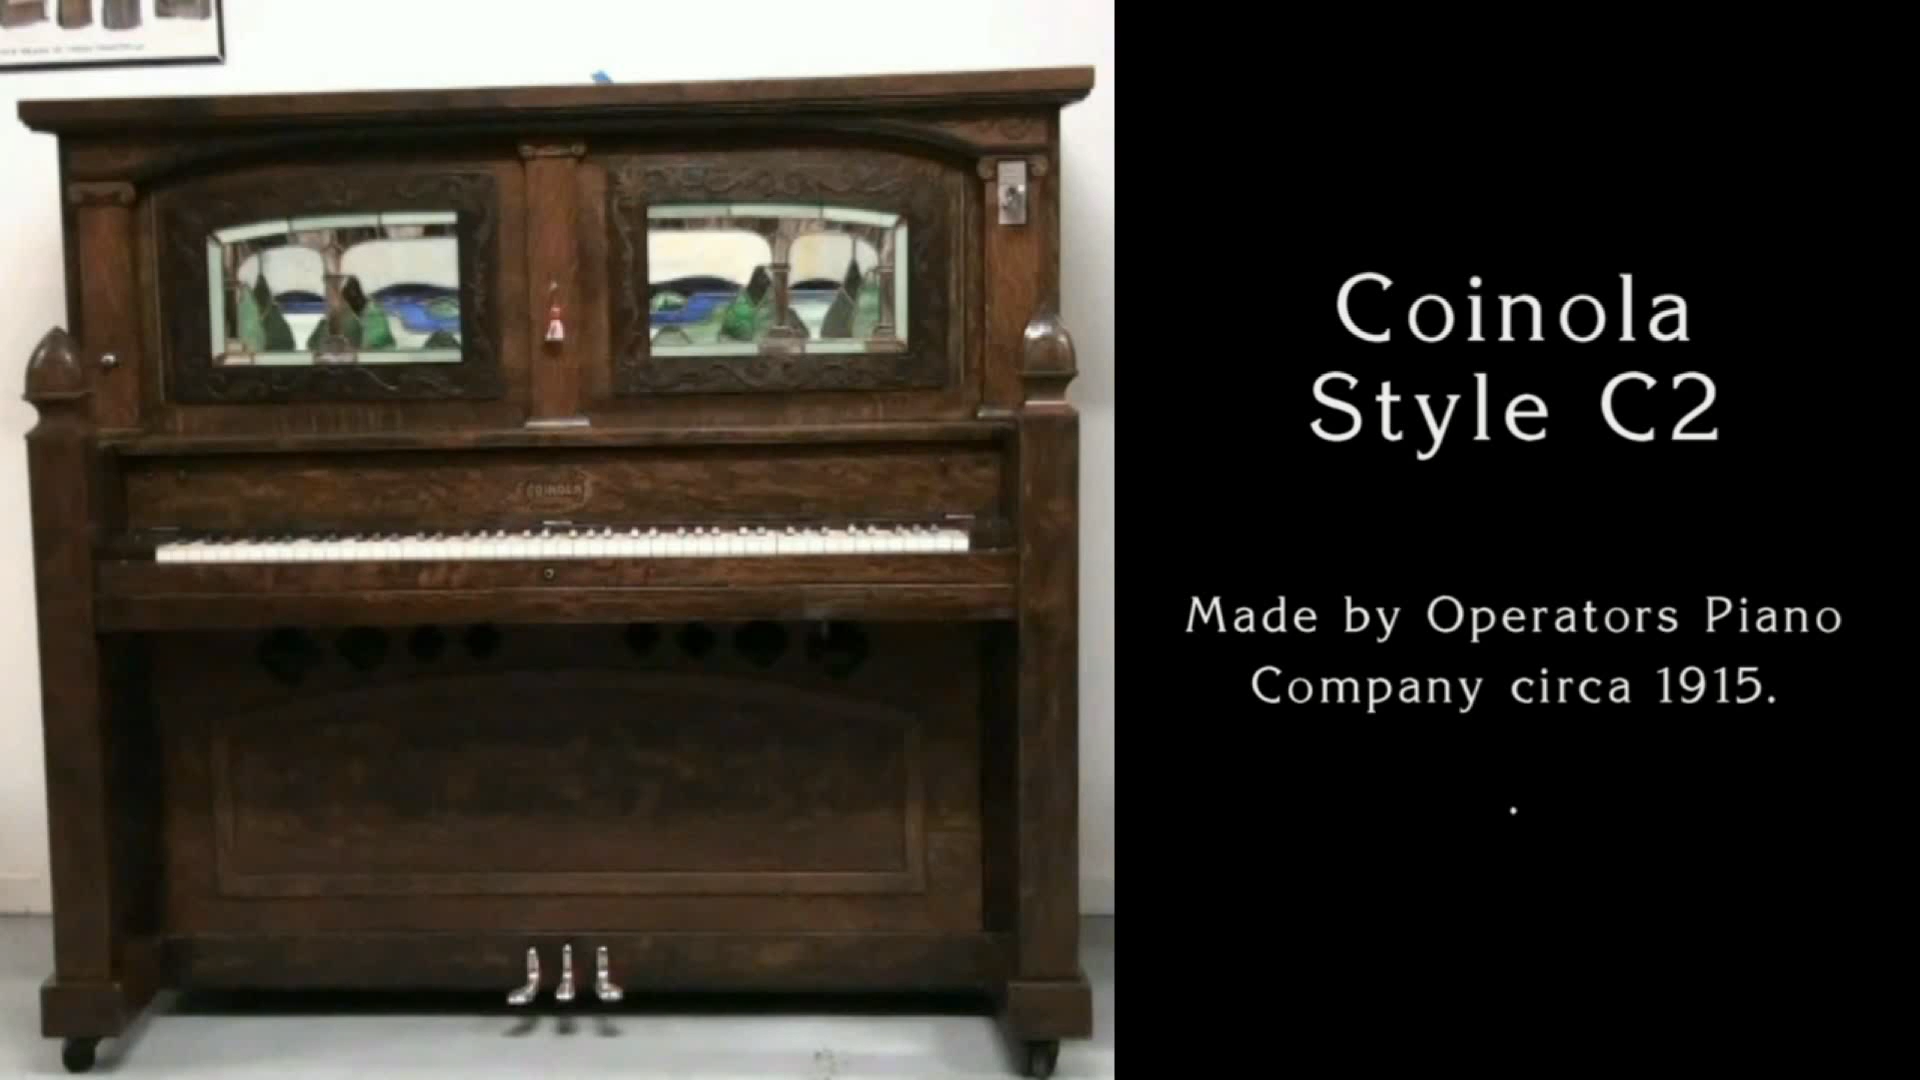 COINOLA
Coinola
Style C2
Made by Operators Piano
Company circa 1915.
.